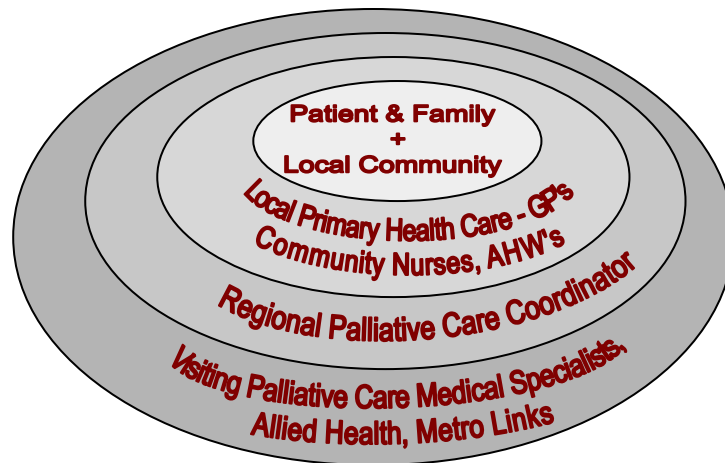 Patient & Family
+
Local Community
Local Primary Health Care - GP's
Community Nurses, AHW's
Regional Palliative Care Coordinator
Visiting Palliative Care Medical Specialists,
Allied Health, Metro Links